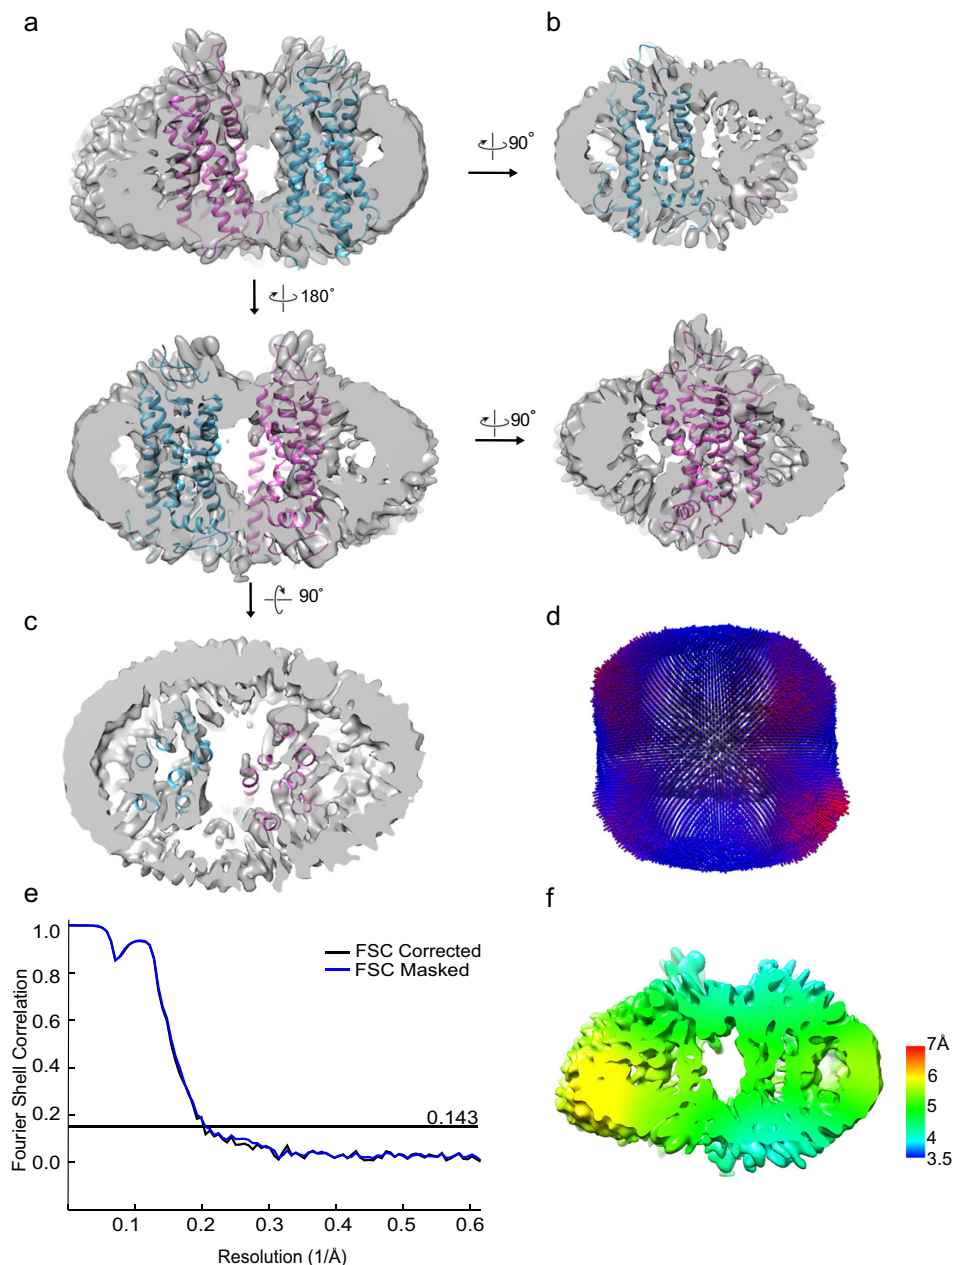 a
b
90°
180°
90°
90°
c
d
e
f
1.0
0.8
0.6
0.4
0.2
0.0
Fourier Shell Correlation
FSC Corrected
FSC Masked
0.143
0.1
0.2
0.3
0.4
0.5
0.6
Resolution (1/Å)
7Å
6
5
4
3.5